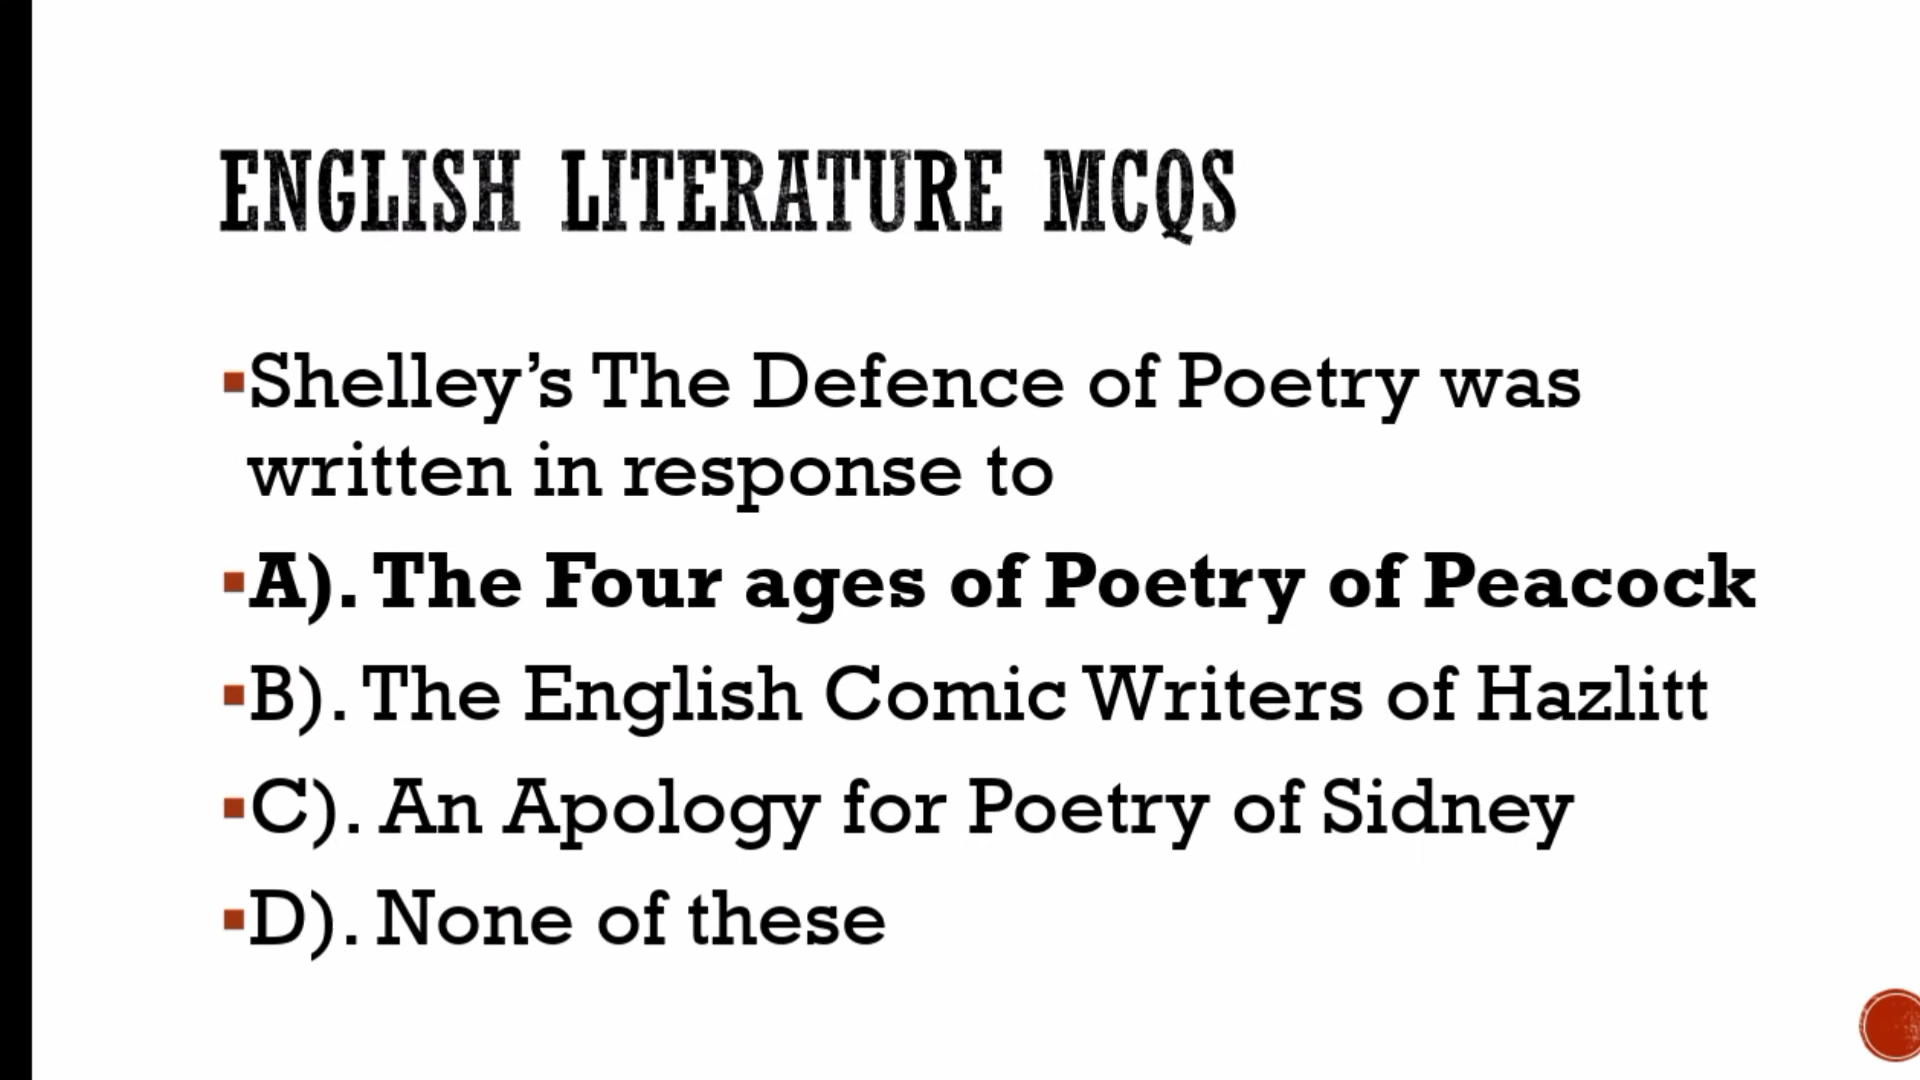 ENGLISH LITERATURE MCQS
Shelley’s The Defence of Poetry was
written in response to
A). The Four ages of Poetry of Peacock
B). The English Comic Writers of Hazlitt
C). An Apology for Poetry of Sidney
D). None of these